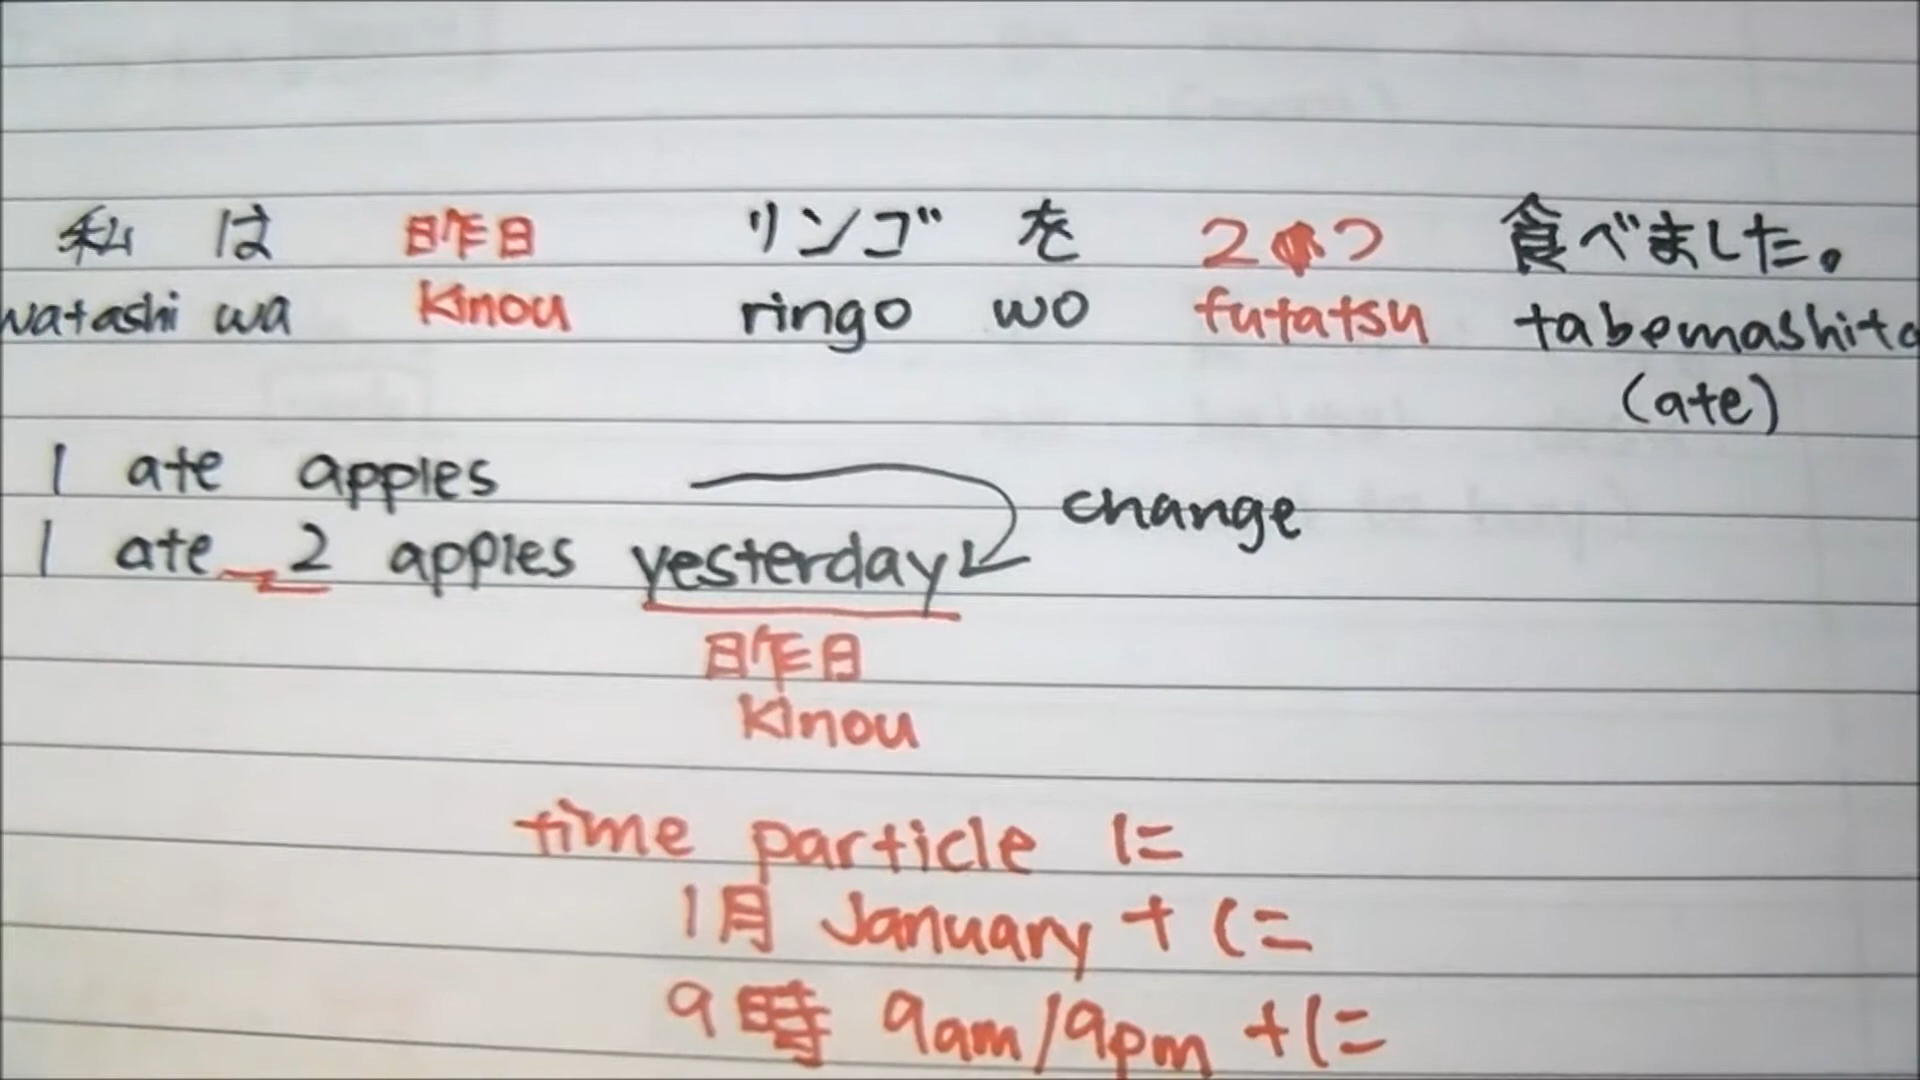 私 は 昨日 リンゴ を 2つ 食べました。
watashi wa kinou ringo wo futatsu tabemashita
(ate)
I ate apples
change
I ate 2 apples yesterday
昨日
kinou
time particle に
1月 January + に
9時 9am/9pm + に